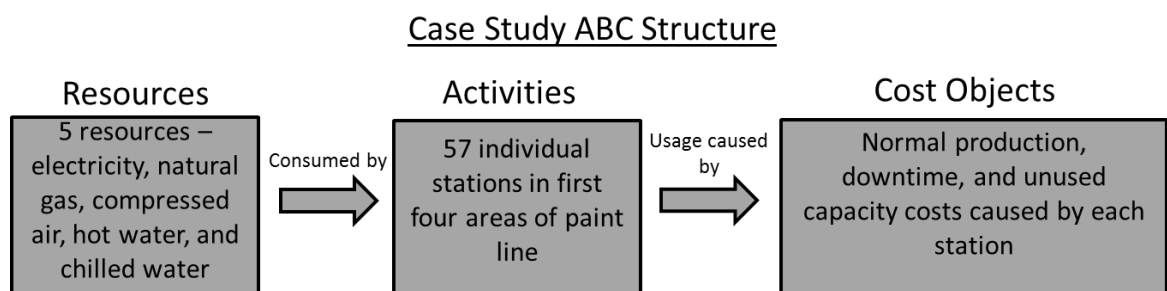 Case Study ABC Structure
Resources
5 resources –
electricity, natural
gas, compressed
air, hot water, and
chilled water
Consumed by
Activities
57 individual
stations in first
four areas of paint
line
Usage caused
by
Cost Objects
Normal production,
downtime, and unused
capacity costs caused by each
station